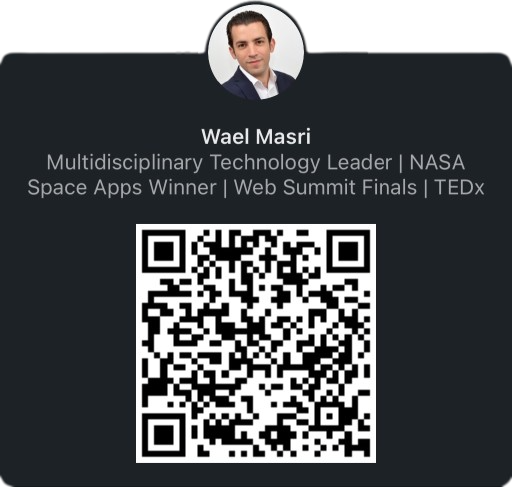 Wael Masri
Multidisciplinary Technology Leader | NASA
Space Apps Winner | Web Summit Finals | TEDx